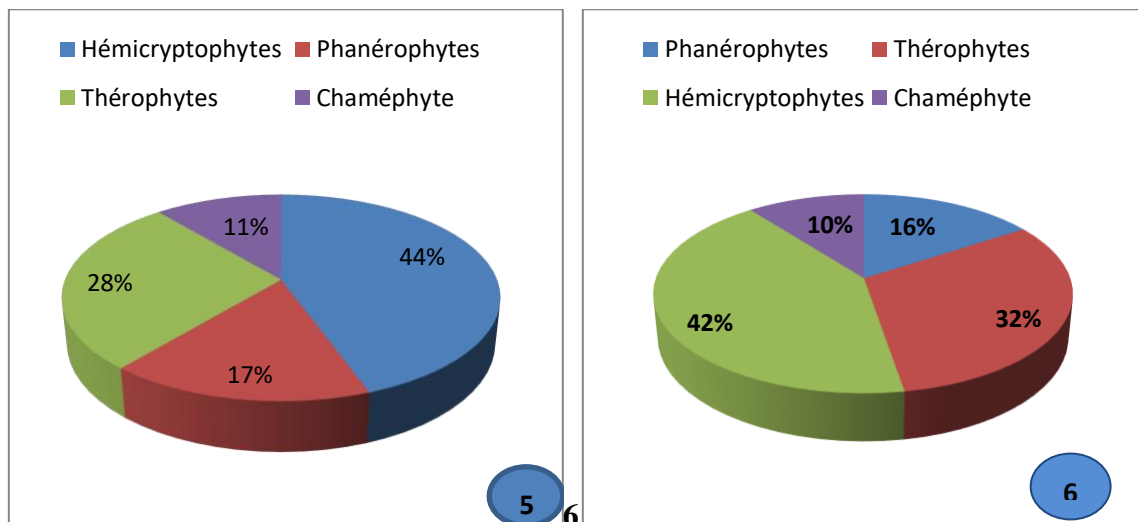 Hémicryptophytes Phanérophytes
Thérophytes Chaméphyte
11%
44%
28%
17%
5
6
Phanérophytes Thérophytes
Hémicryptophytes Chaméphyte
10% 16%
42% 32%
6